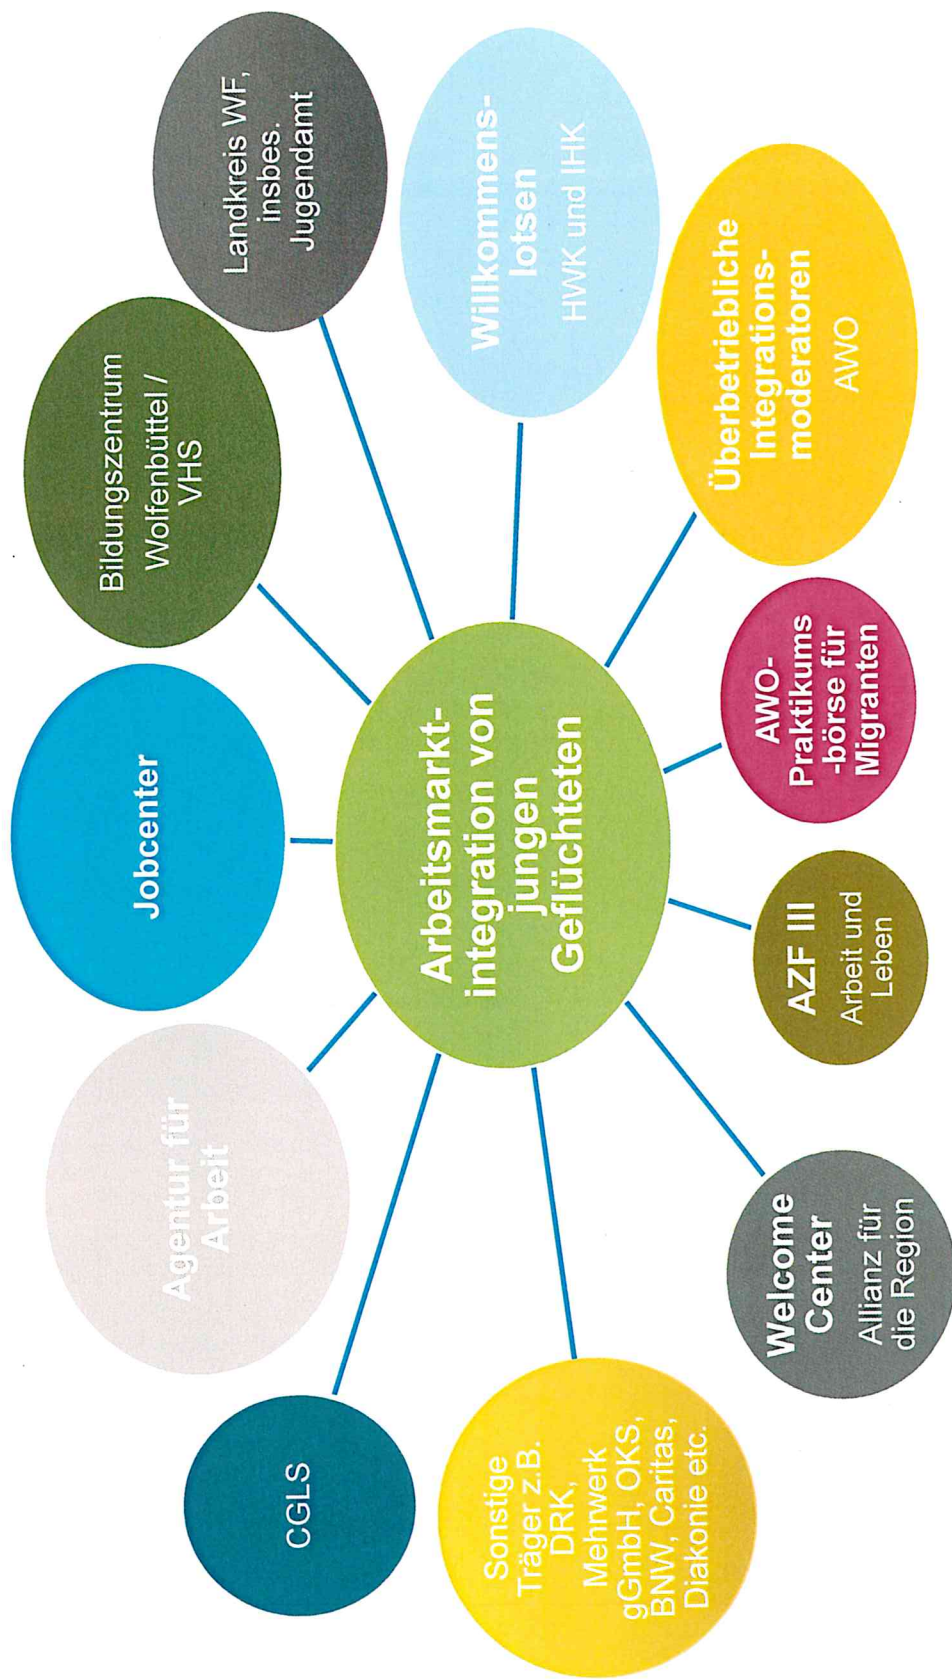 Agentur für
Arbeit
Jobcenter
Bildungszentrum
Wolfenbüttel /
VHS
Landkreis WF,
insbes.
Jugendamt
CGLS
Arbeitsmarkt-
integration von
jungen
Geflüchteten
Willkommens-
lotsen
HWK und IHK
Sonstige
Träger z.B.
DRK,
Mehrwerk
gGmbH, OKS,
BNW, Caritas,
Diakonie etc.
Welcome
Center
Allianz für
die Region
AZF III
Arbeit und
Leben
AWO-
Praktikums
-börse für
Migranten
Überbetriebliche
Integrations-
moderatoren
AWO